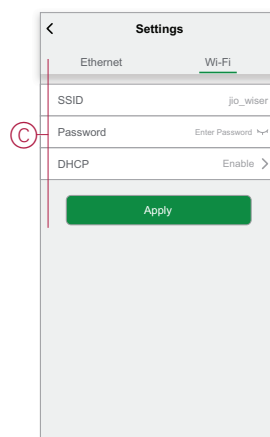 Settings
Ethernet Wi-Fi
SSID jio_wiser
C Password Enter Password
DHCP Enable
Apply